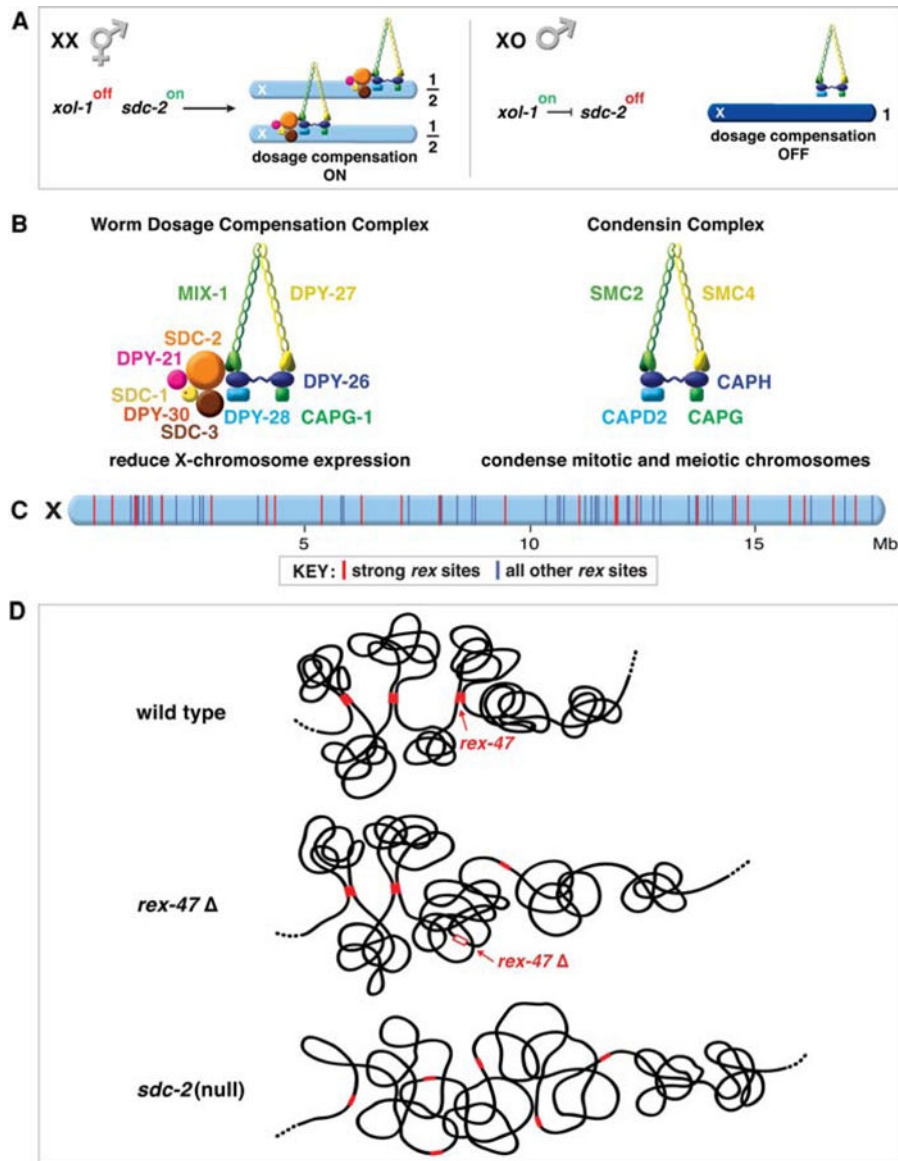 A
XX
XO
off on
xol-1 sdc-2
X
1
2
X
1
2
dosage compensation
ON
on off
xol-1 sdc-2
X
1
dosage compensation
OFF
B
Worm Dosage Compensation Complex
Condensin Complex
MIX-1
DPY-27
SMC2
SMC4
SDC-2
DPY-21
SDC-1
DPY-30
SDC-3
DPY-28
DPY-26
CAPG-1
CAPH
CAPD2
CAPG
reduce X-chromosome expression
condense mitotic and meiotic chromosomes
C X
5 10 15 Mb
KEY: strong rex sites all other rex sites
D
wild type
rex-47
rex-47 Δ
rex-47 Δ
sdc-2(null)